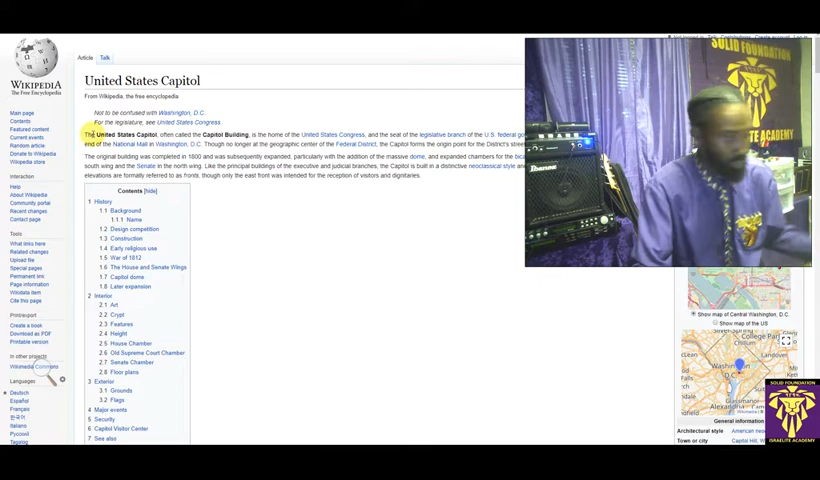 WIKIPEDIA
The Free Encyclopedia
Main page
Contents
Featured content
Current events
Random article
Donate to Wikipedia
Wikipedia store
Interaction
Help
About Wikipedia
Community portal
Recent changes
Contact page
Tools
What links here
Related changes
Upload file
Special pages
Permanent link
Page information
Wikidata item
Cite this page
Print/export
Create a book
Download as PDF
Printable version
In other projects
Wikimedia Commons
Languages
Deutsch
Español
Français
한국어
Italiano
Русский
Tagalog
Article Talk
United States Capitol
From Wikipedia, the free encyclopedia
Not to be confused with Washington, D.C..
For the legislature, see United States Congress.
The United States Capitol, often called the Capitol Building, is the home of the United States Congress, and the seat of the legislative branch of the U.S. federal
end of the National Mall in Washington, D.C. Though no longer at the geographic center of the Federal District, the Capitol forms the origin point for the District's
The original building was completed in 1800 and was subsequently expanded, particularly with the addition of the massive dome, and expanded chambers for the
south wing and the Senate in the north wing. Like the principal buildings of the executive and judicial branches, the Capitol is built in a distinctive neoclassical style
elevations are formally referred to as fronts, though only the east front was intended for the reception of visitors and dignitaries.
Contents [hide]
1 History
1.1 Background
1.1.1 Name
1.2 Design competition
1.3 Construction
1.4 Early religious use
1.5 War of 1812
1.6 The House and Senate Wings
1.7 Capitol dome
1.8 Later expansion
2 Interior
2.1 Art
2.2 Crypt
2.3 Features
2.4 Height
2.5 House Chamber
2.6 Old Supreme Court Chamber
2.7 Senate Chamber
2.8 Floor plans
3 Exterior
3.1 Grounds
3.2 Flags
4 Major events
5 Security
6 Capitol Visitor Center
7 See also
SOLID FOUNDATION
Ibanez
Show map of Central Washington, D.C.
Show map of the US
College Park
Landover
Washington
D.C.
Alexandria
Glassmanor
Wikimedia
General information
Architectural style American
Town or city Capitol Hill,
SOLID FOUNDATION
ISRAELITE ACADEMY